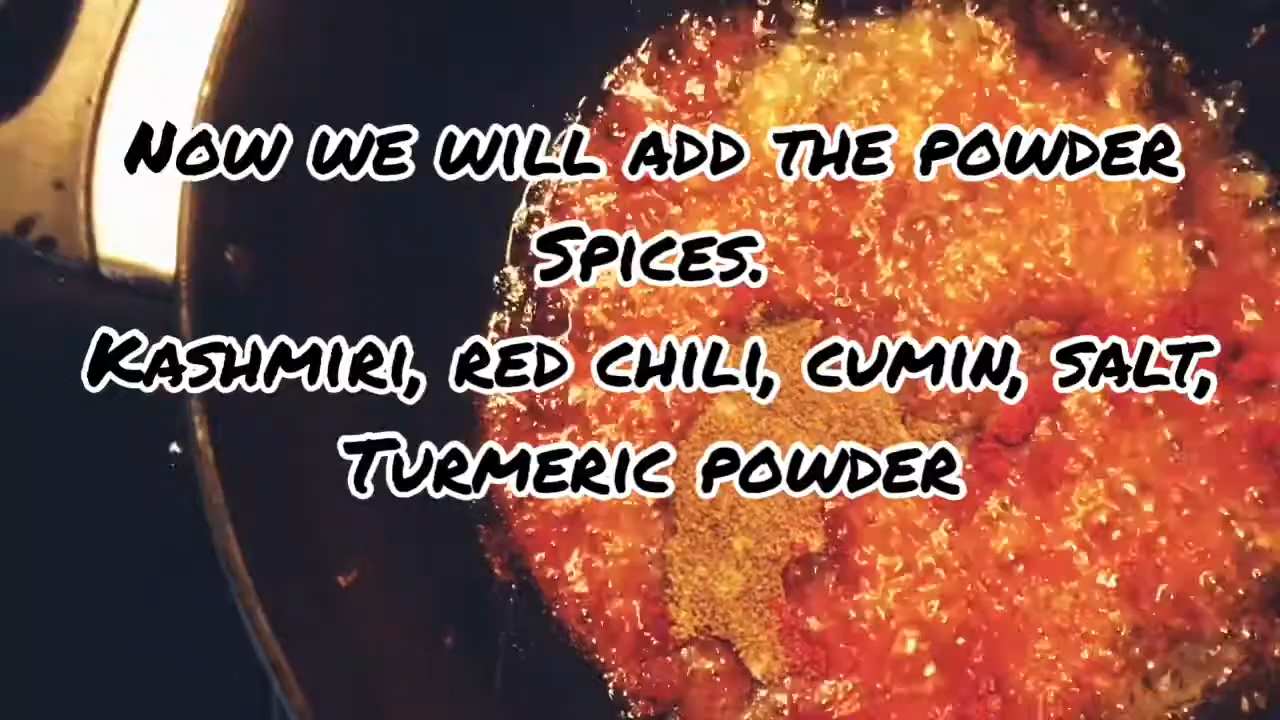 Now we will add the powder
Spices.
Kashmiri, red chili, cumin, salt,
Turmeric powder